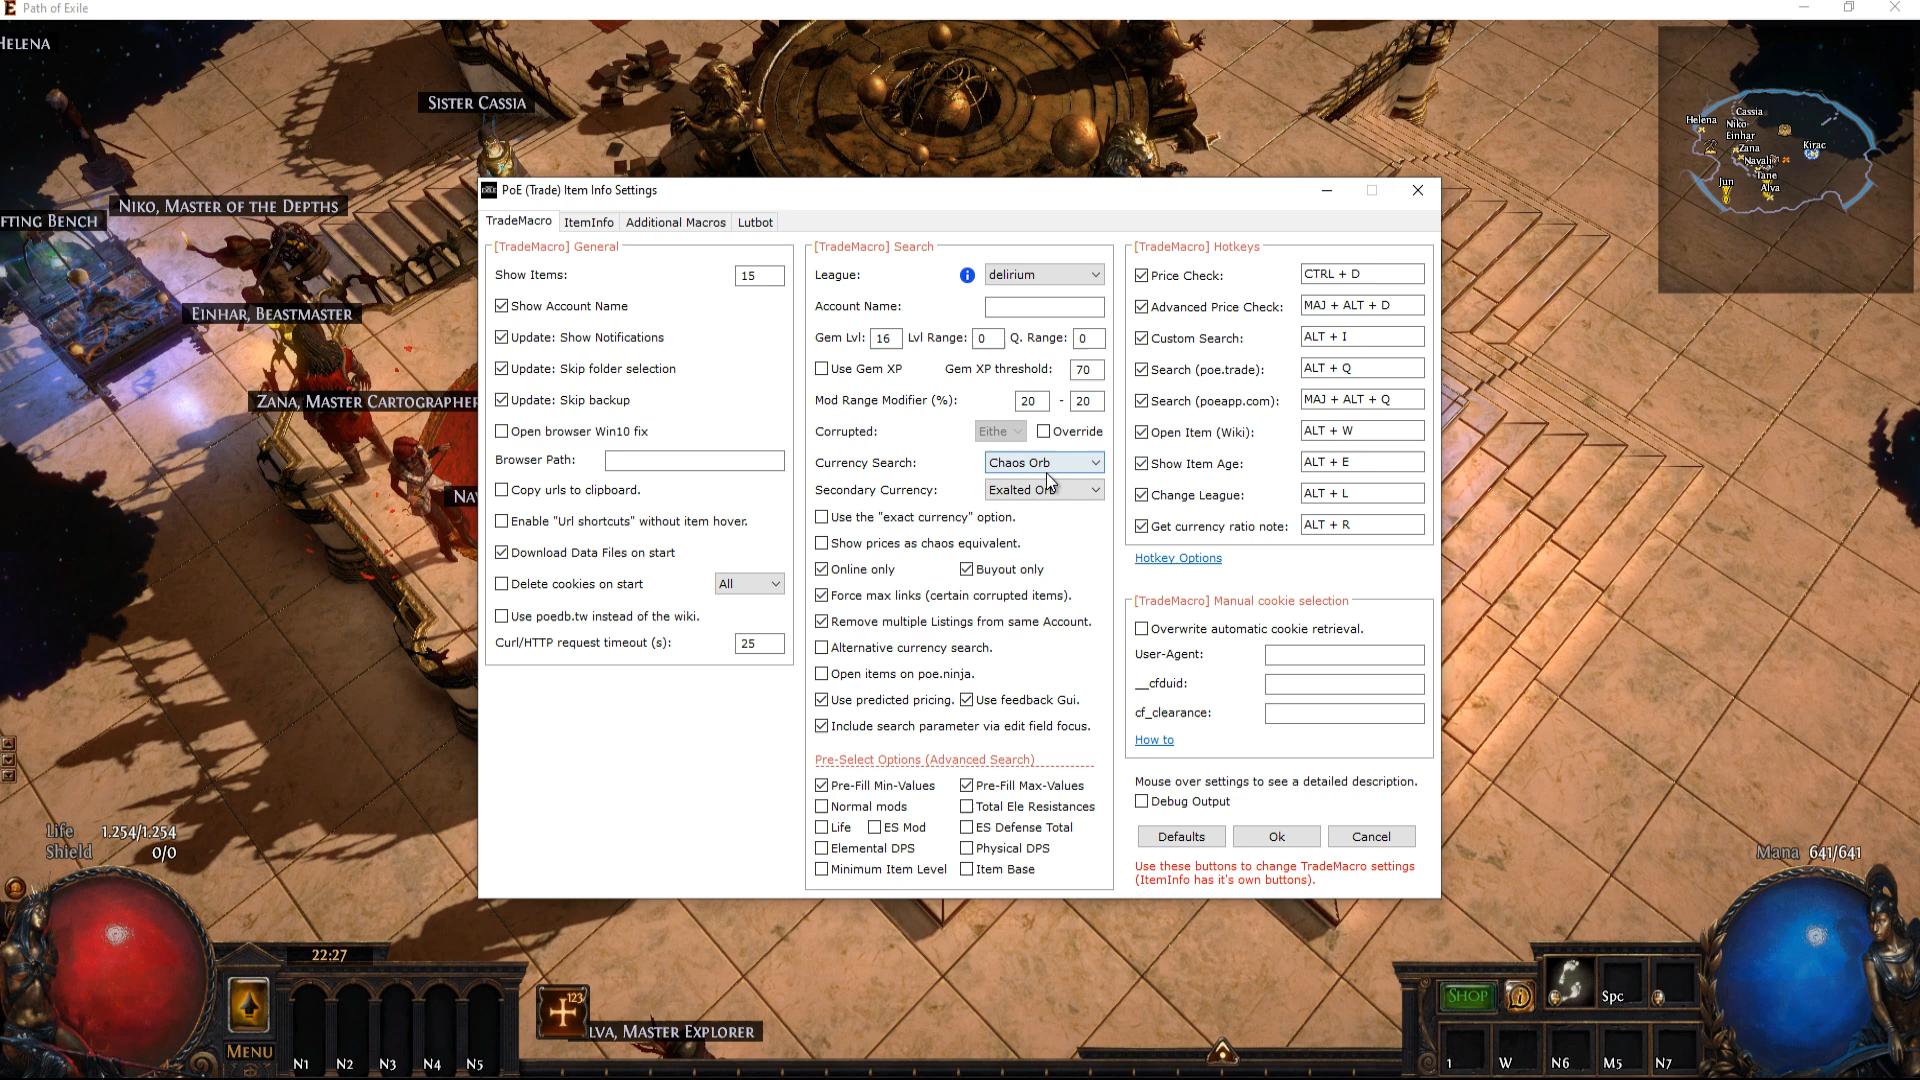 Path of Exile
HELENA
SISTER CASSIA
NIKO, MASTER OF THE DEPTHS
FTING BENCH
EINHAR, BEASTMASTER
ZANA, MASTER CARTOGRAPHER
NA
LVA, MASTER EXPLORER
Helena
Cassia
Niko
Einhar
Zana
Navali
Kirac
Tane
Jun
Alva
PoE (Trade) Item Info Settings
TradeMacro ItemInfo Additional Macros Lutbot
[TradeMacro] General
Show Items: 15
Show Account Name
Update: Show Notifications
Update: Skip folder selection
Update: Skip backup
Open browser Win10 fix
Browser Path:
Copy urls to clipboard.
Enable "Url shortcuts" without item hover.
Download Data Files on start
Delete cookies on start All
Use poedb.tw instead of the wiki.
Curl/HTTP request timeout (s): 25
[TradeMacro] Search
League: delirium
Account Name:
Gem Lvl: 16 Lvl Range: 0 Q. Range: 0
Use Gem XP Gem XP threshold: 70
Mod Range Modifier (%): 20 - 20
Corrupted: Eithe Override
Currency Search: Chaos Orb
Secondary Currency: Exalted Orb
Use the "exact currency" option.
Show prices as chaos equivalent.
Online only Buyout only
Force max links (certain corrupted items).
Remove multiple Listings from same Account.
Alternative currency search.
Open items on poe.ninja.
Use predicted pricing. Use feedback Gui.
Include search parameter via edit field focus.
Pre-Select Options (Advanced Search)
Pre-Fill Min-Values Pre-Fill Max-Values
Normal mods Total Ele Resistances
Life ES Mod ES Defense Total
Elemental DPS Physical DPS
Minimum Item Level Item Base
[TradeMacro] Hotkeys
Price Check: CTRL + D
Advanced Price Check: MAJ + ALT + D
Custom Search: ALT + I
Search (poe.trade): ALT + Q
Search (poeapp.com): MAJ + ALT + Q
Open Item (Wiki): ALT + W
Show Item Age: ALT + E
Change League: ALT + L
Get currency ratio note: ALT + R
Hotkey Options
[TradeMacro] Manual cookie selection
Overwrite automatic cookie retrieval.
User-Agent:
__cfduid:
cf_clearance:
How to
Mouse over settings to see a detailed description.
Debug Output
Defaults Ok Cancel
Use these buttons to change TradeMacro settings
(ItemInfo has it's own buttons).
Life 1.254/1.254
Shield 0/0
Mana 641/641
22:27
MENU
N1 N2 N3 N4 N5
123
SHOP
Spc
1 W N6 M5 N7